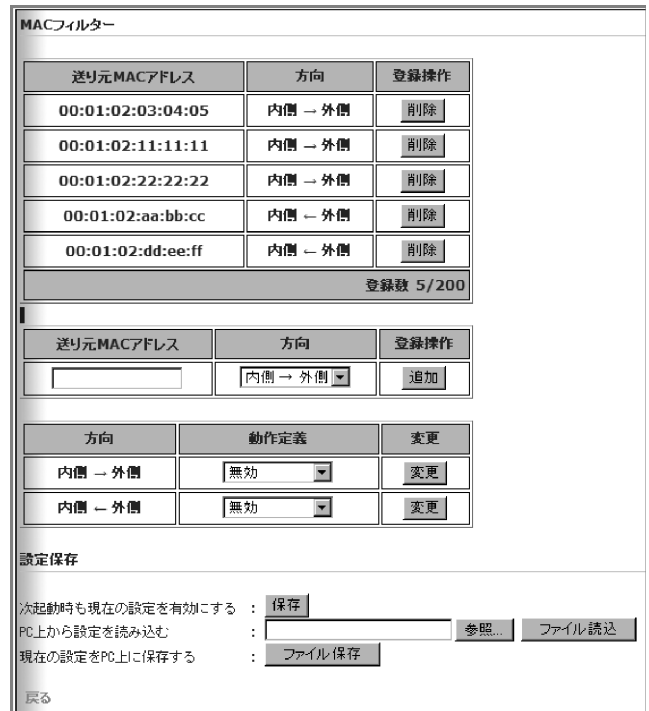 MACフィルター
送り元MACアドレス 方向 登録操作
00:01:02:03:04:05 内側 → 外側 削除
00:01:02:11:11:11 内側 → 外側 削除
00:01:02:22:22:22 内側 → 外側 削除
00:01:02:aa:bb:cc 内側 ← 外側 削除
00:01:02:dd:ee:ff 内側 ← 外側 削除
登録数 5/200
送り元MACアドレス 方向 登録操作
内側 → 外側 追加
方向 動作定義 変更
内側 → 外側 無効 変更
内側 ← 外側 無効 変更
設定保存
次起動時も現在の設定を有効にする : 保存
PC上から設定を読み込む : 参照... ファイル読込
現在の設定をPC上に保存する : ファイル保存
戻る